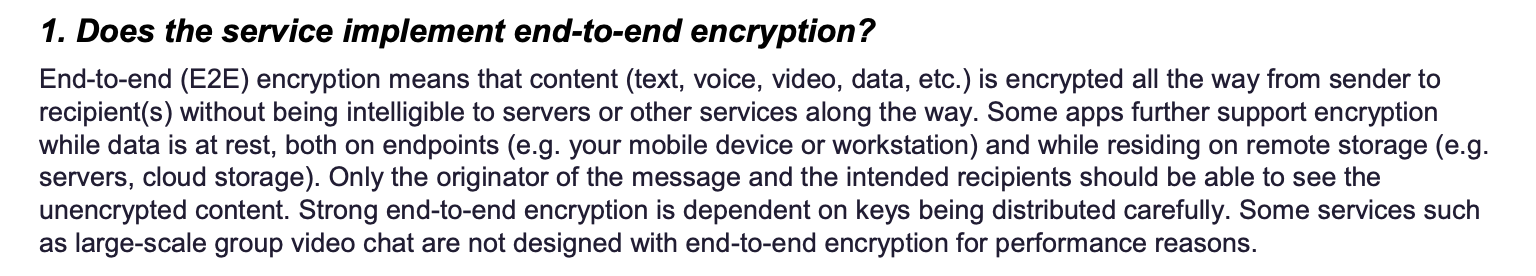 1. Does the service implement end-to-end encryption?
End-to-end (E2E) encryption means that content (text, voice, video, data, etc.) is encrypted all the way from sender to
recipient(s) without being intelligible to servers or other services along the way. Some apps further support encryption
while data is at rest, both on endpoints (e.g. your mobile device or workstation) and while residing on remote storage (e.g.
servers, cloud storage). Only the originator of the message and the intended recipients should be able to see the
unencrypted content. Strong end-to-end encryption is dependent on keys being distributed carefully. Some services such
as large-scale group video chat are not designed with end-to-end encryption for performance reasons.